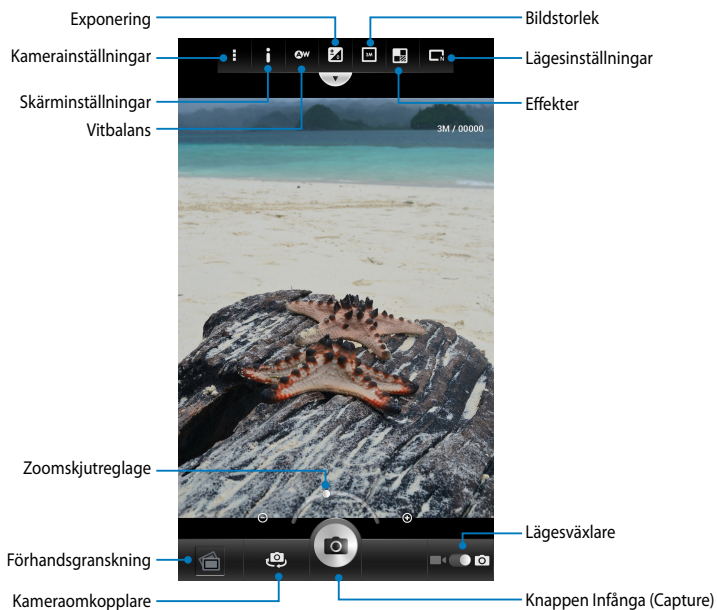 Exponering
Bildstorlek
Kamerainställningar
Lägesinställningar
Skärminställningar
Effekter
Vitbalans
3M / 00000
Zoomskjutreglage
Lägesväxlare
Förhandsgranskning
Kameraomkopplare
Knappen Infånga (Capture)